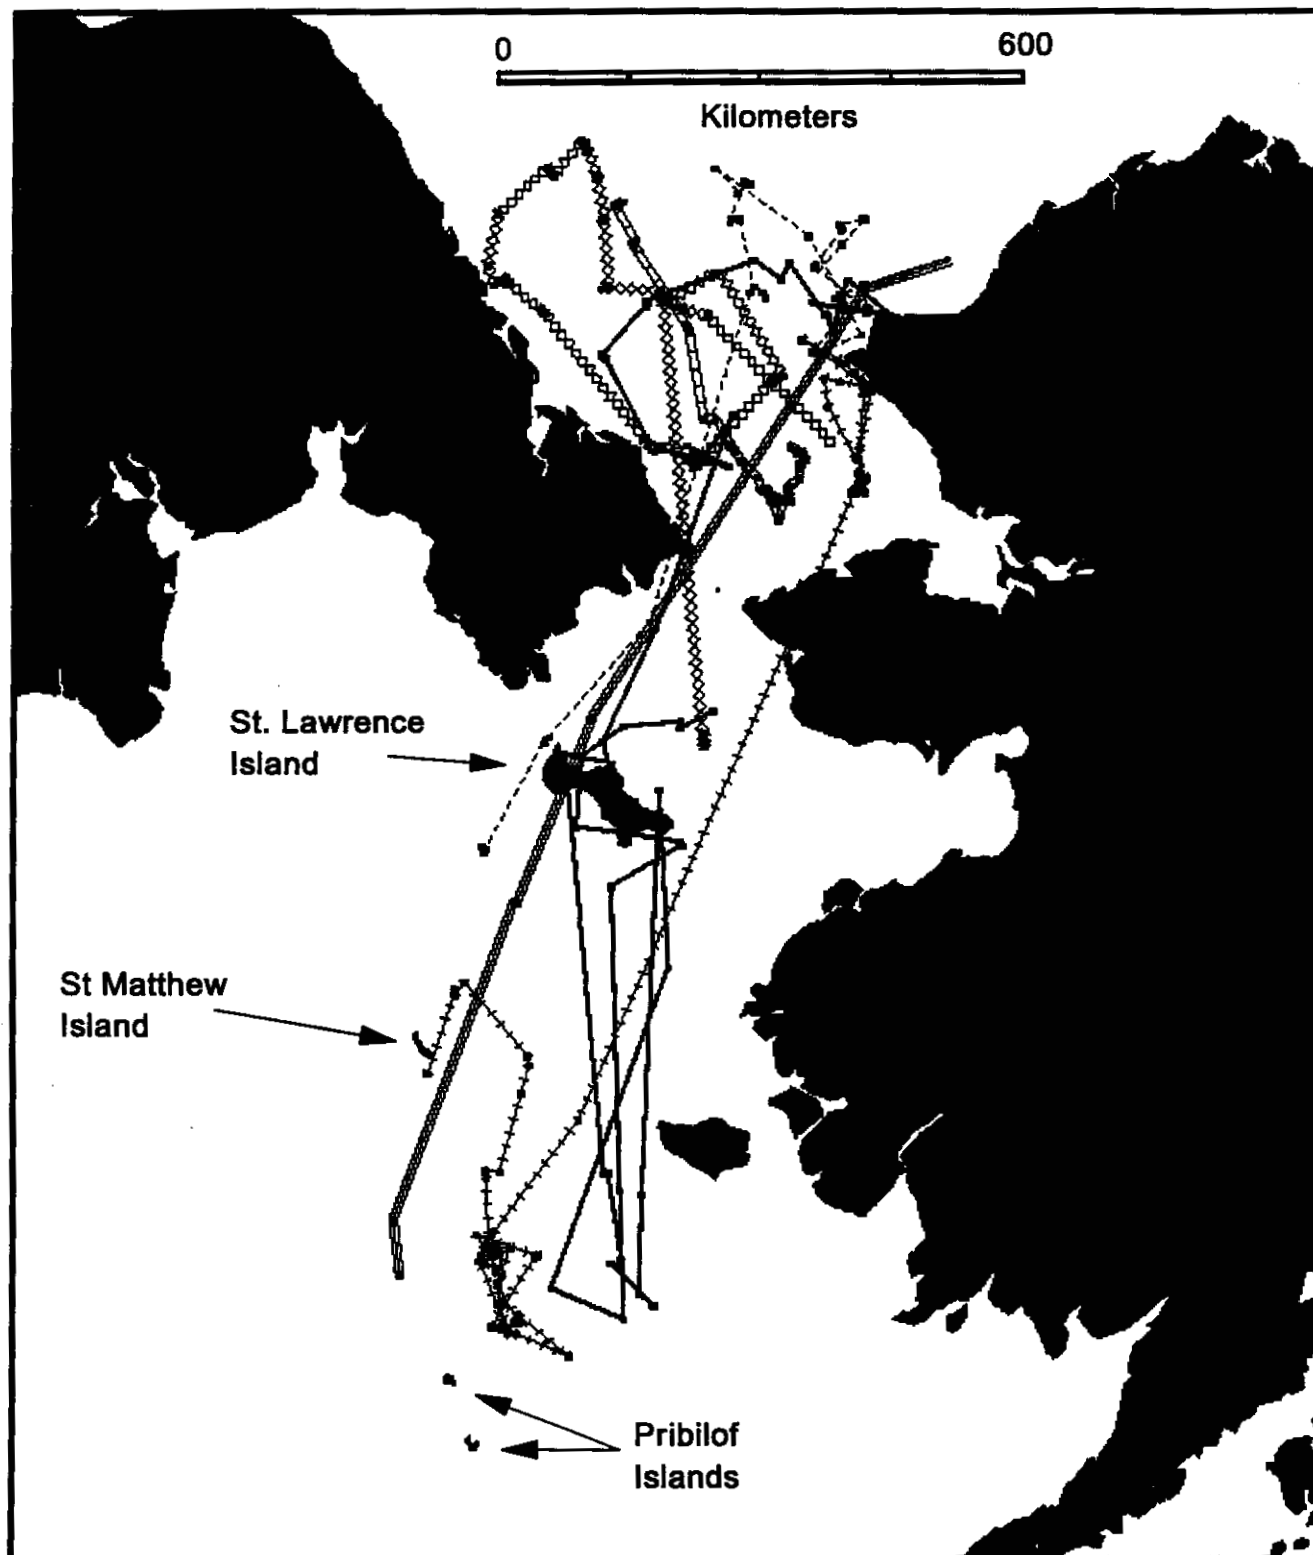 0 600
Kilometers
St. Lawrence
Island
St Matthew
Island
Pribilof
Islands